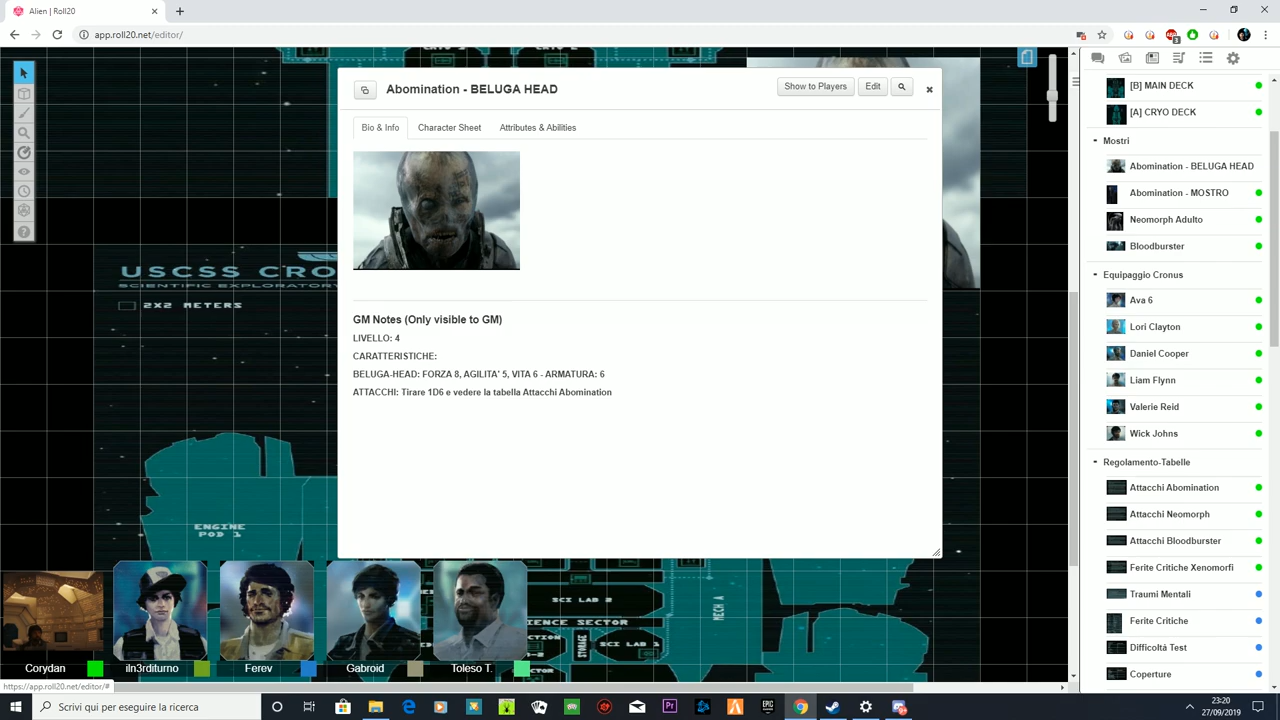 Alien | Roll20
app.roll20.net/editor/
CRYO 1
CRYO 2
Abomination - BELUGA HEAD
Show to Players
Edit
Bio & Info
Character Sheet
Attributes & Abilities
GM Notes (Only visible to GM)
LIVELLO: 4
CARATTERISTICHE:
BELUGA-HEAD: FORZA 8, AGILITA' 5, VITA 6 - ARMATURA: 6
ATTACCHI: Tirare 1D6 e vedere la tabella Attacchi Abomination
USCSS CRO
SCIENTIFIC EXPLORATORY
2X2 METERS
ENGINE
POD 1
SCI LAB 2
IENCE SECTOR
SCI LAB 1
MECH A
[B] MAIN DECK
[A] CRYO DECK
Mostri
Abomination - BELUGA HEAD
Abomination - MOSTRO
Neomorph Adulto
Bloodburster
Equipaggio Cronus
Ava 6
Lori Clayton
Daniel Cooper
Liam Flynn
Valerie Reid
Wick Johns
Regolamento-Tabelle
Attacchi Abomination
Attacchi Neomorph
Attacchi Bloodburster
Ferite Critiche Xenomorfi
Traumi Mentali
Ferite Critiche
Difficoltà Test
Coperture
Corydan
iln3rditurno
Ferev
Gabroid
Toleso T.
https://app.roll20.net/editor/#
Scrivi qui per eseguire la ricerca
23:20
27/09/2019